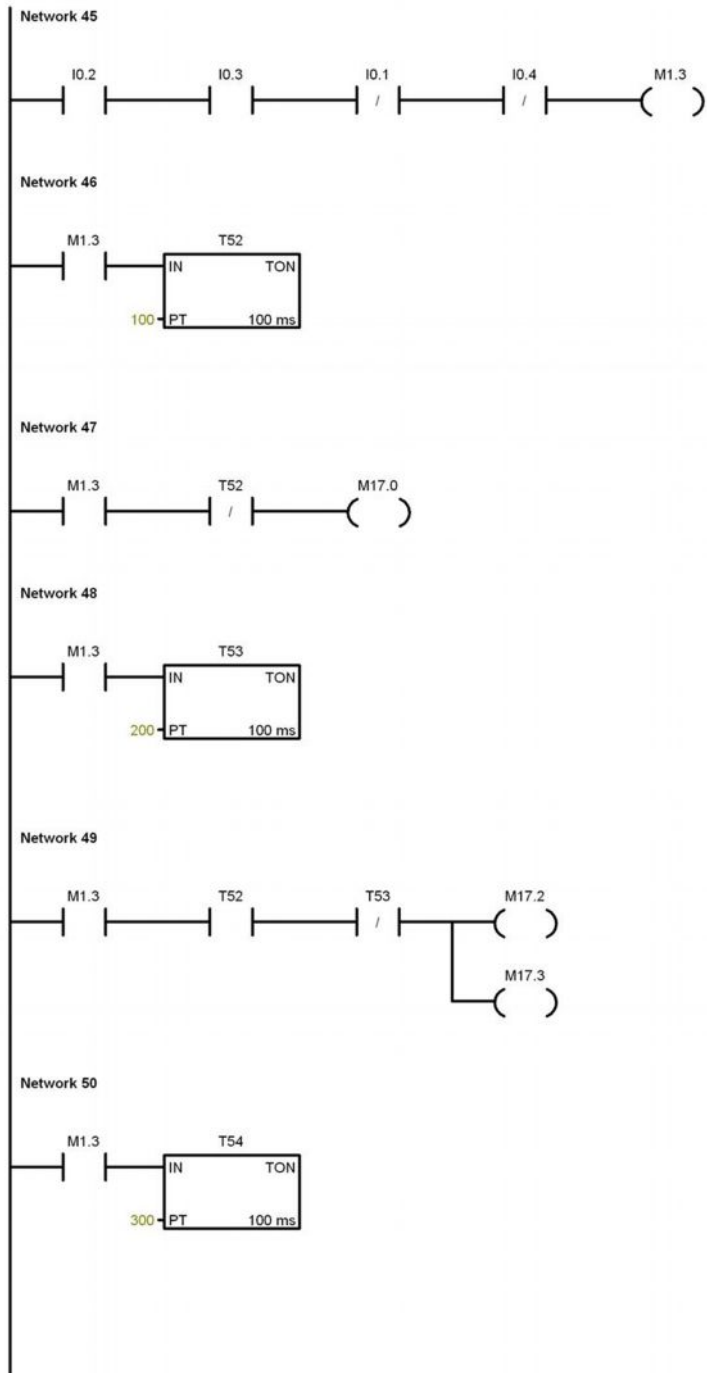 Network 45
I0.2 I0.3 I0.1 I0.4 M1.3
/ /
Network 46
M1.3 T52
IN TON
100 PT 100 ms
Network 47
M1.3 T52 M17.0
/
Network 48
M1.3 T53
IN TON
200 PT 100 ms
Network 49
M1.3 T52 T53 M17.2
/
M17.3
Network 50
M1.3 T54
IN TON
300 PT 100 ms